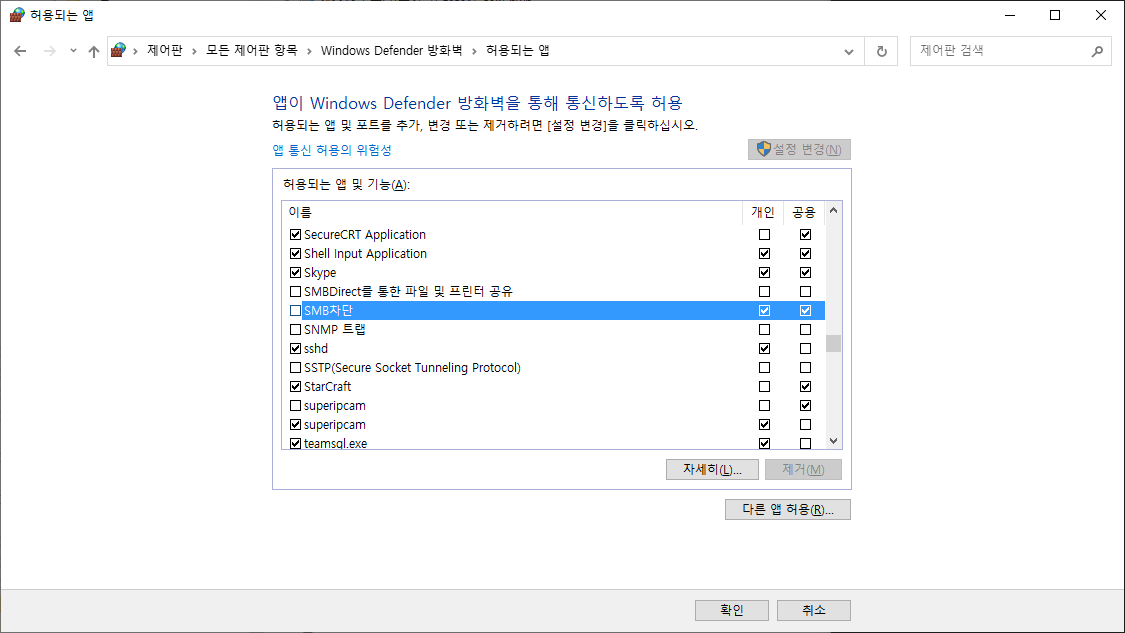 허용되는 앱
제어판 › 모든 제어판 항목 › Windows Defender 방화벽 › 허용되는 앱
제어판 검색
앱이 Windows Defender 방화벽을 통해 통신하도록 허용
허용되는 앱 및 포트를 추가, 변경 또는 제거하려면 [설정 변경]을 클릭하십시오.
앱 통신 허용의 위험성
설정 변경(N)
허용되는 앱 및 기능(A):
이름 개인 공용
SecureCRT Application
Shell Input Application
Skype
SMBDirect를 통한 파일 및 프린터 공유
SMB차단
SNMP 트랩
sshd
SSTP(Secure Socket Tunneling Protocol)
StarCraft
superipcam
superipcam
teamsql.exe
자세히(L)... 제거(M)
다른 앱 허용(R)...
확인 취소